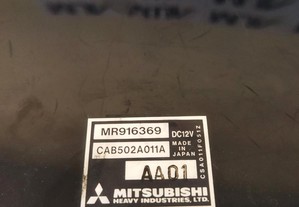 MR916369
DC12V
CAB502A011A
MADE IN
JAPAN
AA01
MITSUBISHI
HEAVY INDUSTRIES, LTD.